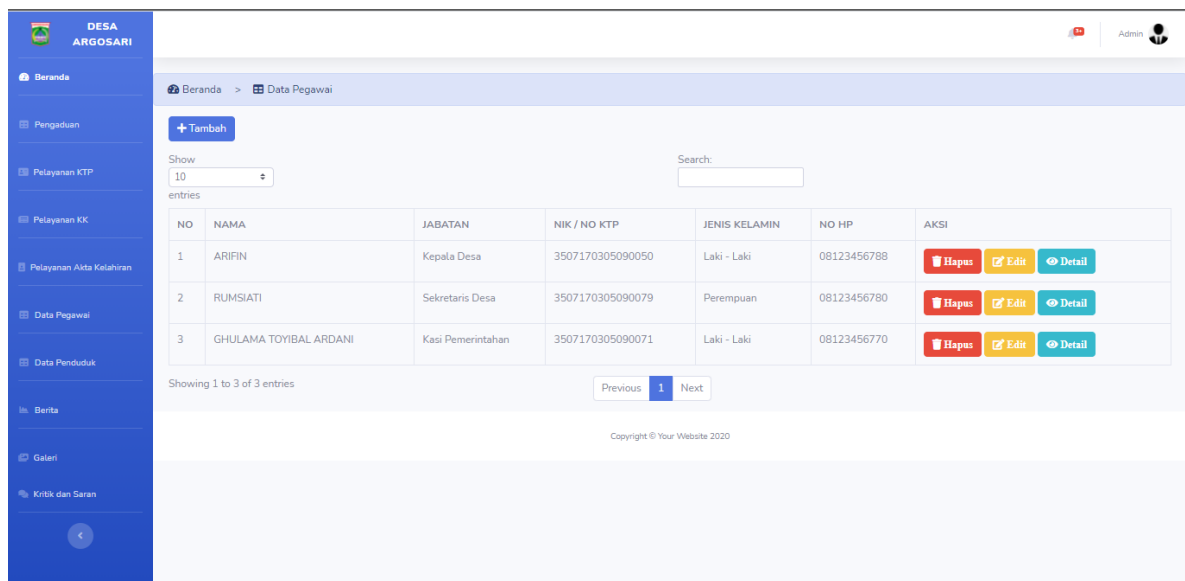 DESA
ARGOSARI
3+
Admin
Beranda
Pengaduan
Pelayanan KTP
Pelayanan KK
Pelayanan Akta Kelahiran
Data Pegawai
Data Penduduk
Berita
Galeri
Kritik dan Saran
Beranda > Data Pegawai
+ Tambah
Show
10
entries
Search:
NO NAMA JABATAN NIK / NO KTP JENIS KELAMIN NO HP AKSI
1 ARIFIN Kepala Desa 3507170305090050 Laki - Laki 08123456788 Hapus Edit Detail
2 RUMSIATI Sekretaris Desa 3507170305090079 Perempuan 08123456780 Hapus Edit Detail
3 GHULAMA TOYIBAL ARDANI Kasi Pemerintahan 3507170305090071 Laki - Laki 08123456770 Hapus Edit Detail
Showing 1 to 3 of 3 entries
Previous 1 Next
Copyright © Your Website 2020